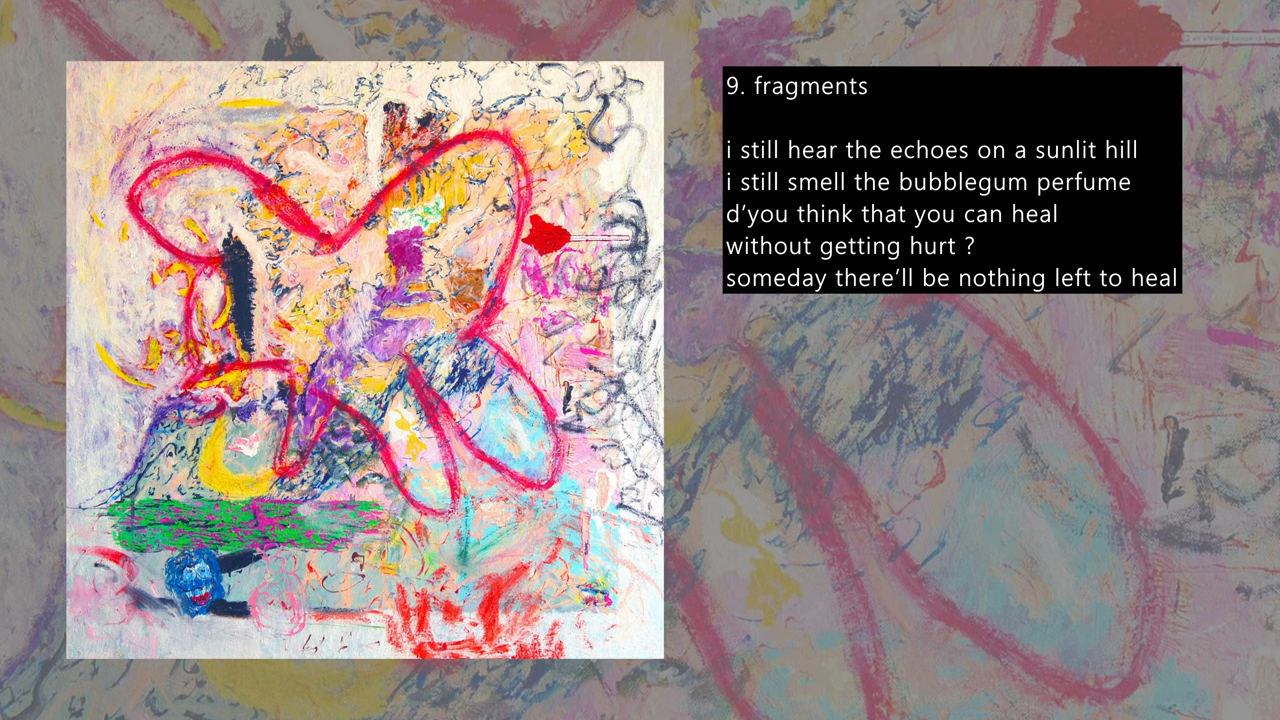 9. fragments
i still hear the echoes on a sunlit hill
i still smell the bubblegum perfume
d’you think that you can heal
without getting hurt ?
someday there’ll be nothing left to heal